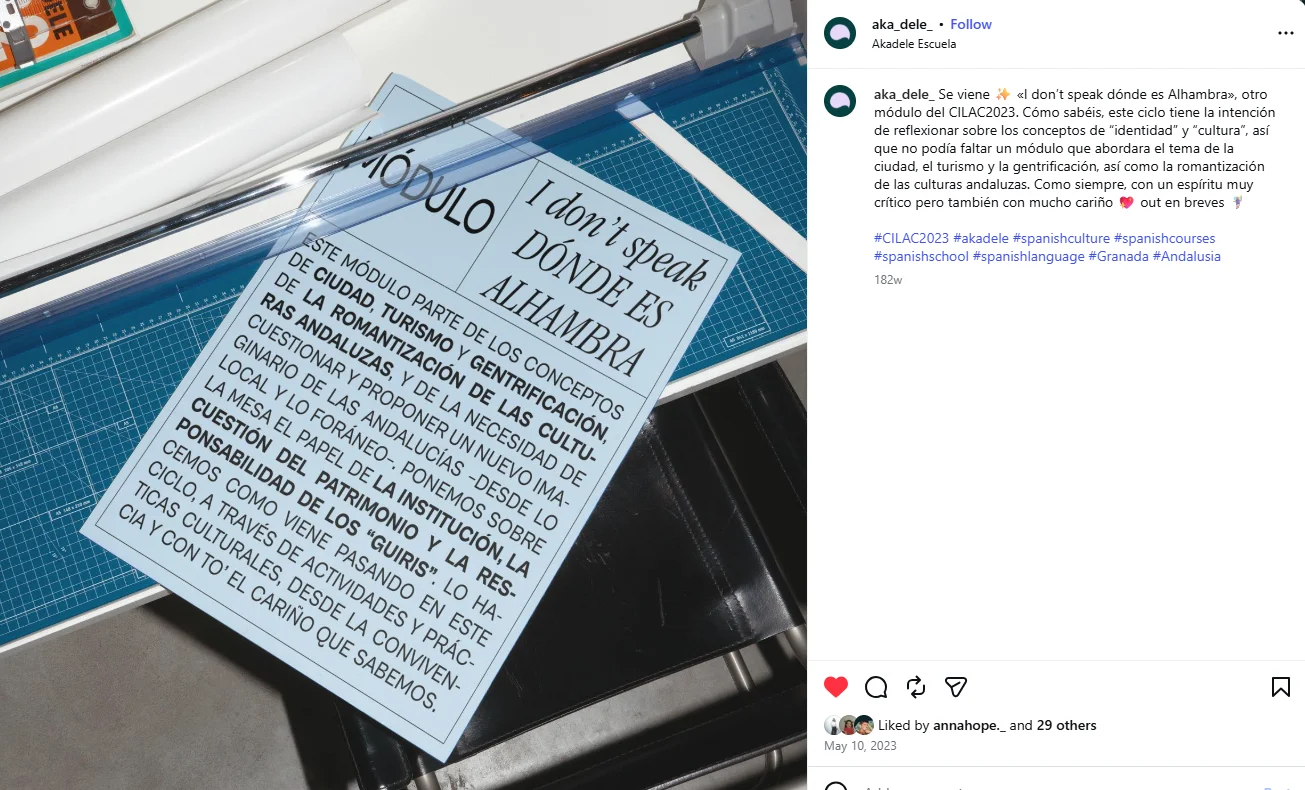 MÓDULO
I don't speak
DÓNDE ES
ALHAMBRA
ESTE MÓDULO PARTE DE LOS CONCEPTOS
DE CIUDAD, TURISMO Y GENTRIFICACIÓN,
DE LA ROMANTIZACIÓN DE LAS CULTU-
RAS ANDALUZAS, Y DE LA NECESIDAD DE
CUESTIONAR Y PROPONER UN NUEVO IMA-
GINARIO DE LAS ANDALUCÍAS –DESDE LO
LOCAL Y LO FORÁNEO–. PONEMOS SOBRE
LA MESA EL PAPEL DE LA INSTITUCIÓN, LA
CUESTIÓN DEL PATRIMONIO Y LA RES-
PONSABILIDAD DE LOS “GUIRIS”. LO HA-
CEMOS COMO VIENE PASANDO EN ESTE
CICLO, A TRAVÉS DE ACTIVIDADES Y PRÁC-
TICAS CULTURALES, DESDE LA CONVIVEN-
CIA Y CON TO’ EL CARIÑO QUE SABEMOS.
aka_dele_ • Follow
Akadele Escuela
aka_dele_ Se viene ✨ «I don’t speak dónde es Alhambra», otro
módulo del CILAC2023. Cómo sabéis, este ciclo tiene la intención
de reflexionar sobre los conceptos de “identidad” y “cultura”, así
que no podía faltar un módulo que abordara el tema de la
ciudad, el turismo y la gentrificación, así como la romantización
de las culturas andaluzas. Como siempre, con un espíritu muy
crítico pero también con mucho cariño 💖 out en breves
#CILAC2023 #akadele #spanishculture #spanishcourses
#spanishschool #spanishlanguage #Granada #Andalusia
182w
Liked by annahope._ and 29 others
May 10, 2023